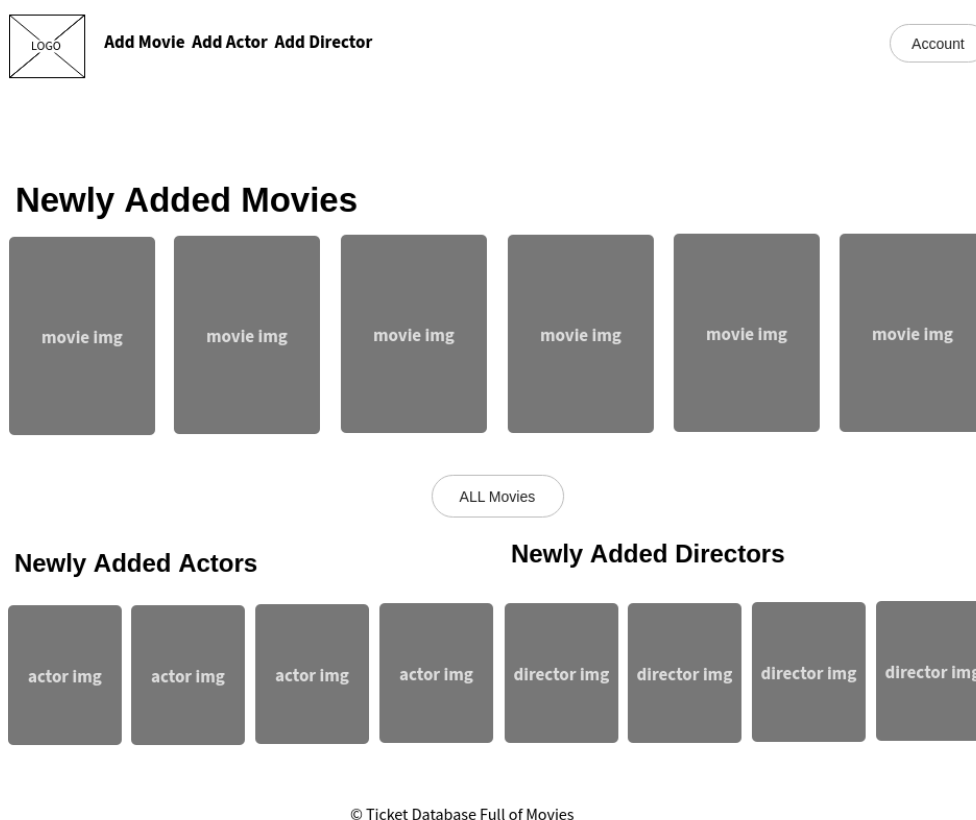 LOGO Add Movie Add Actor Add Director Account
Newly Added Movies
movie img movie img movie img movie img movie img movie img
ALL Movies
Newly Added Actors Newly Added Directors
actor img actor img actor img actor img director img director img director img director img
© Ticket Database Full of Movies